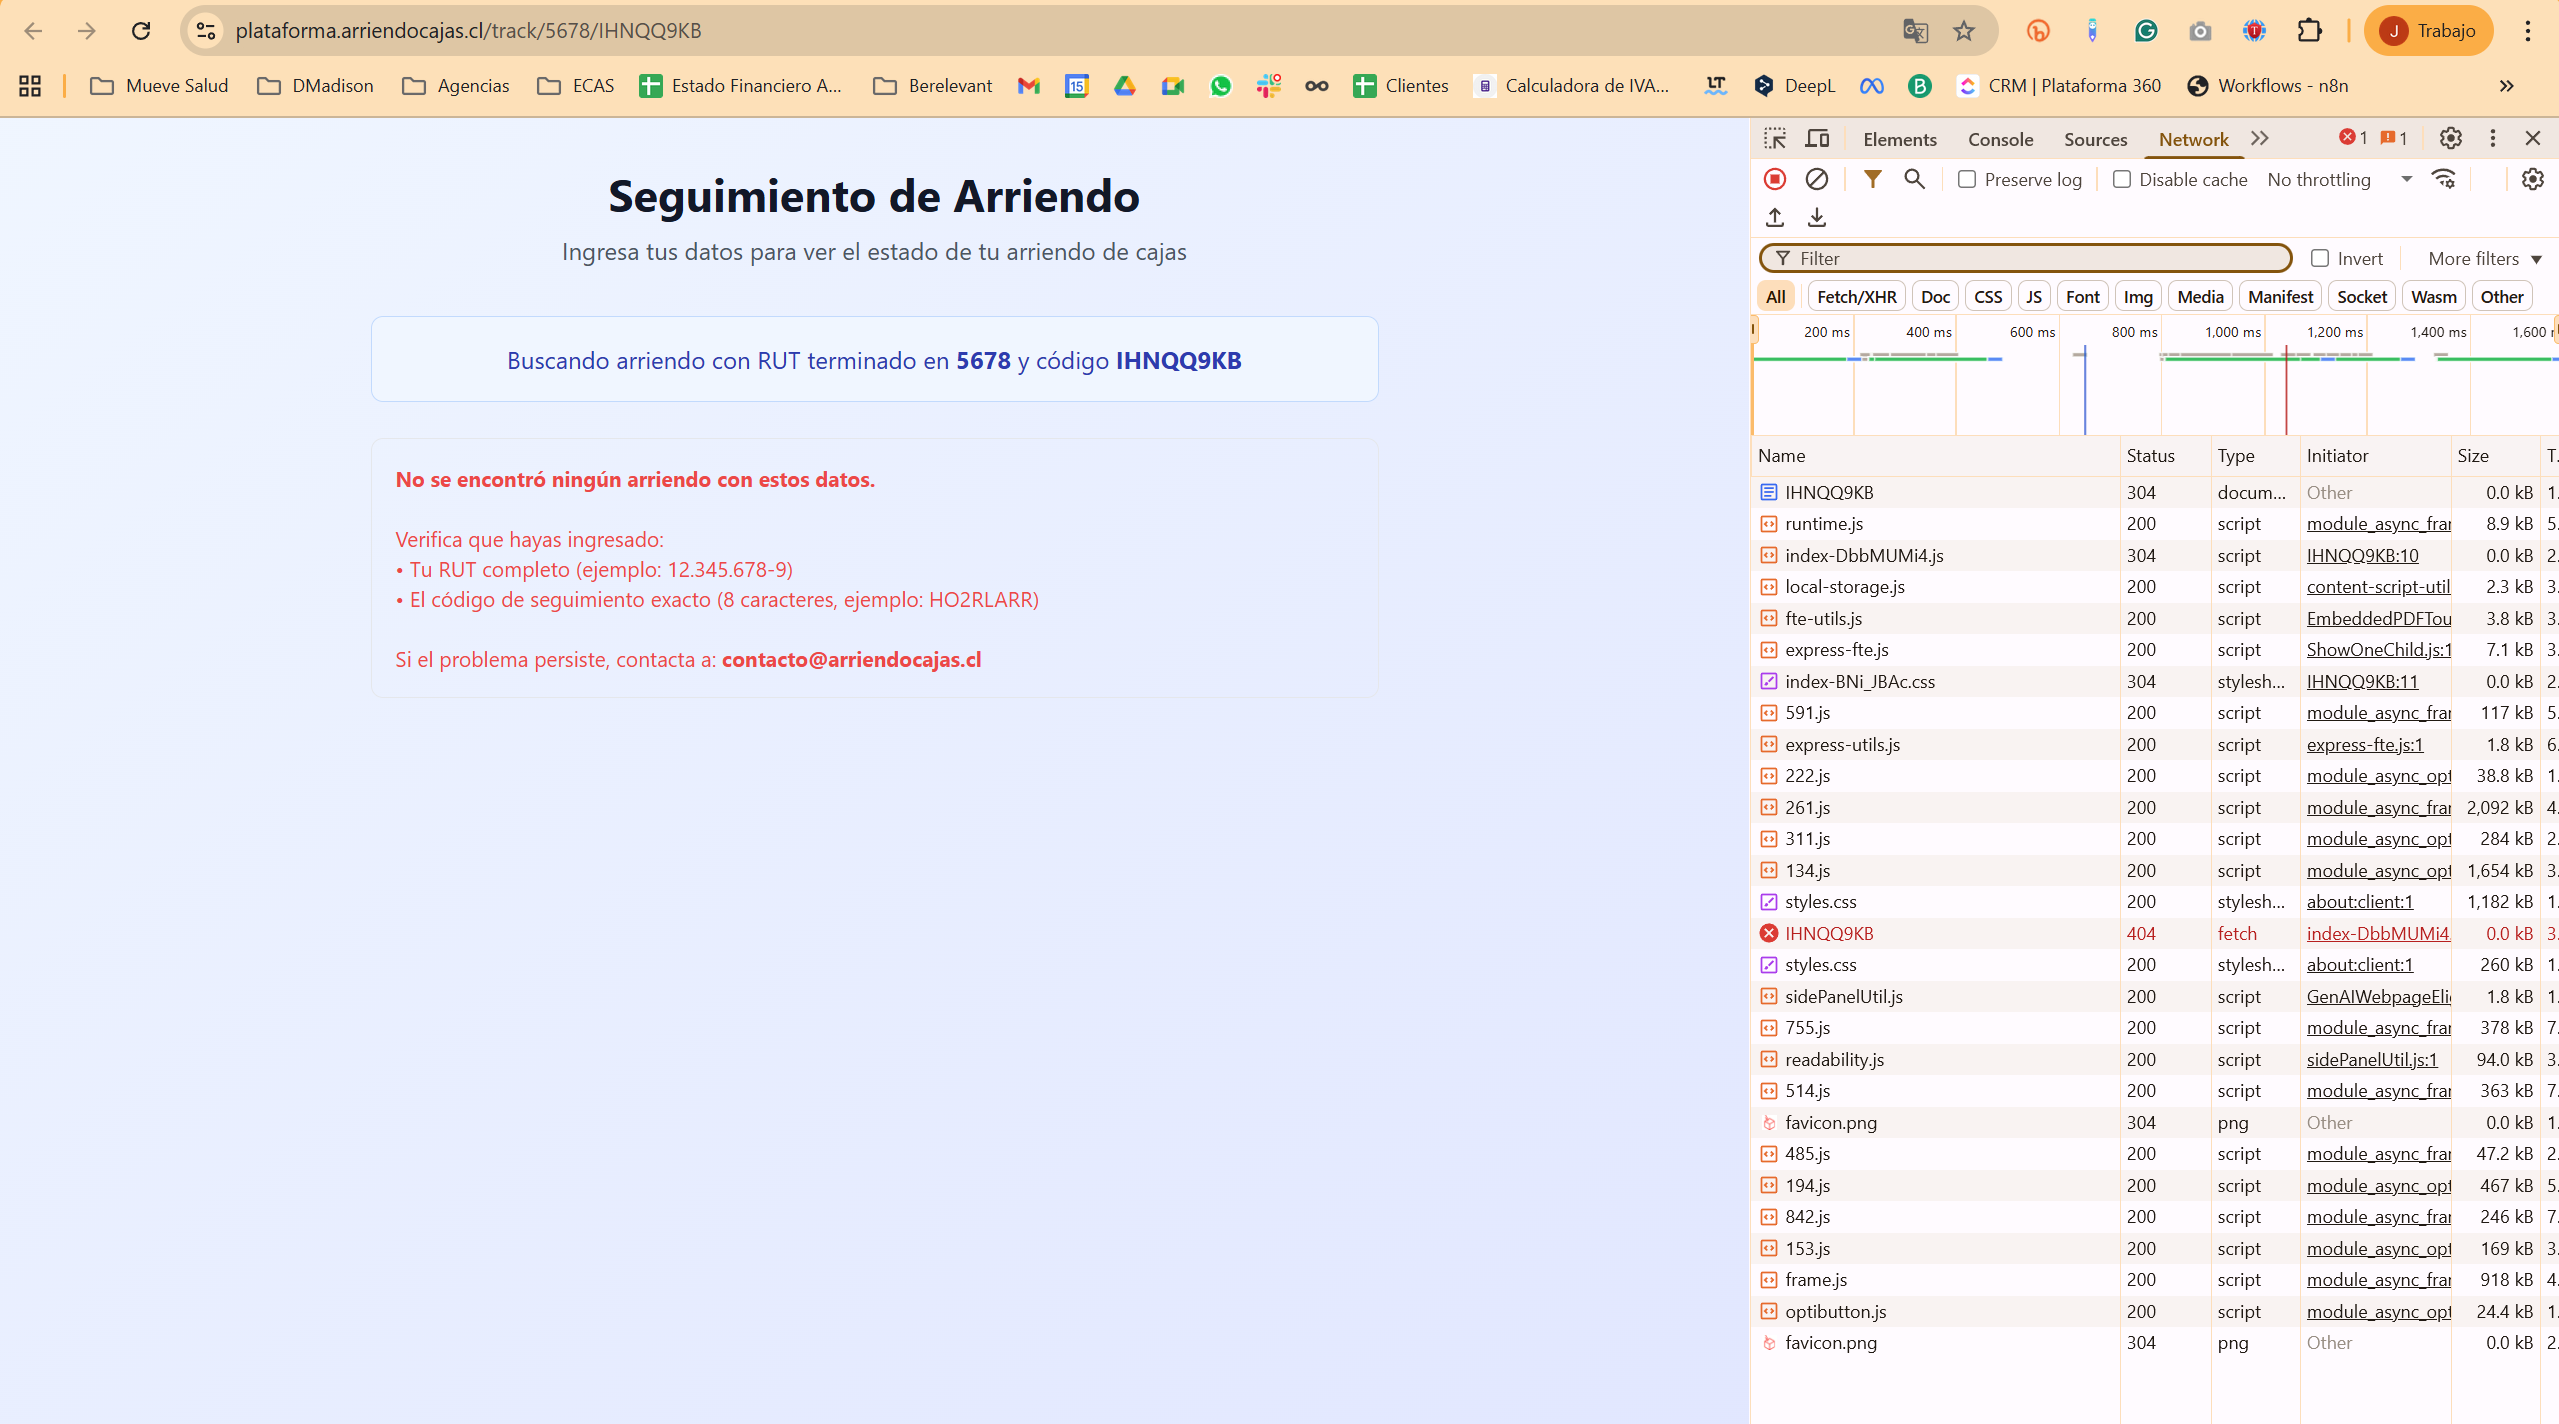 plataforma.arriendocajas.cl/track/5678/IHNQQ9KB
J Trabajo
Mueve Salud
DMadison
Agencias
ECAS
Estado Financiero A...
Berelevant
15
Clientes
Calculadora de IVA...
LT
DeepL
B
CRM | Plataforma 360
Workflows - n8n
Seguimiento de Arriendo
Ingresa tus datos para ver el estado de tu arriendo de cajas
Buscando arriendo con RUT terminado en 5678 y código IHNQQ9KB
No se encontró ningún arriendo con estos datos.
Verifica que hayas ingresado:
• Tu RUT completo (ejemplo: 12.345.678-9)
• El código de seguimiento exacto (8 caracteres, ejemplo: HO2RLARR)
Si el problema persiste, contacta a: contacto@arriendocajas.cl
Elements Console Sources Network 1 1
Preserve log Disable cache No throttling
Filter Invert More filters
All Fetch/XHR Doc CSS JS Font Img Media Manifest Socket Wasm Other
200 ms 400 ms 600 ms 800 ms 1,000 ms 1,200 ms 1,400 ms 1,600 r
Name Status Type Initiator Size T.
IHNQQ9KB 304 docum... Other 0.0 kB 1.
runtime.js 200 script module_async_frar 8.9 kB 5.
index-DbbMUMi4.js 304 script IHNQQ9KB:10 0.0 kB 2.
local-storage.js 200 script content-script-util 2.3 kB 3.
fte-utils.js 200 script EmbeddedPDFTou 3.8 kB 3.
express-fte.js 200 script ShowOneChild.js:1 7.1 kB 3.
index-BNi_JBAc.css 304 stylesh... IHNQQ9KB:11 0.0 kB 2.
591.js 200 script module_async_frar 117 kB 5.
express-utils.js 200 script express-fte.js:1 1.8 kB 6.
222.js 200 script module_async_opt 38.8 kB 1.
261.js 200 script module_async_frar 2,092 kB 4.
311.js 200 script module_async_opt 284 kB 2.
134.js 200 script module_async_opt 1,654 kB 3.
styles.css 200 stylesh... about:client:1 1,182 kB 1.
IHNQQ9KB 404 fetch index-DbbMUMi4. 0.0 kB 3.
styles.css 200 stylesh... about:client:1 260 kB 1.
sidePanelUtil.js 200 script GenAIWebpageElig 1.8 kB 1.
755.js 200 script module_async_frar 378 kB 7.
readability.js 200 script sidePanelUtil.js:1 94.0 kB 3.
514.js 200 script module_async_frar 363 kB 7.
favicon.png 304 png Other 0.0 kB 1.
485.js 200 script module_async_frar 47.2 kB 2.
194.js 200 script module_async_opt 467 kB 5.
842.js 200 script module_async_frar 246 kB 7.
153.js 200 script module_async_opt 169 kB 3.
frame.js 200 script module_async_frar 918 kB 4.
optibutton.js 200 script module_async_opt 24.4 kB 1.
favicon.png 304 png Other 0.0 kB 2.